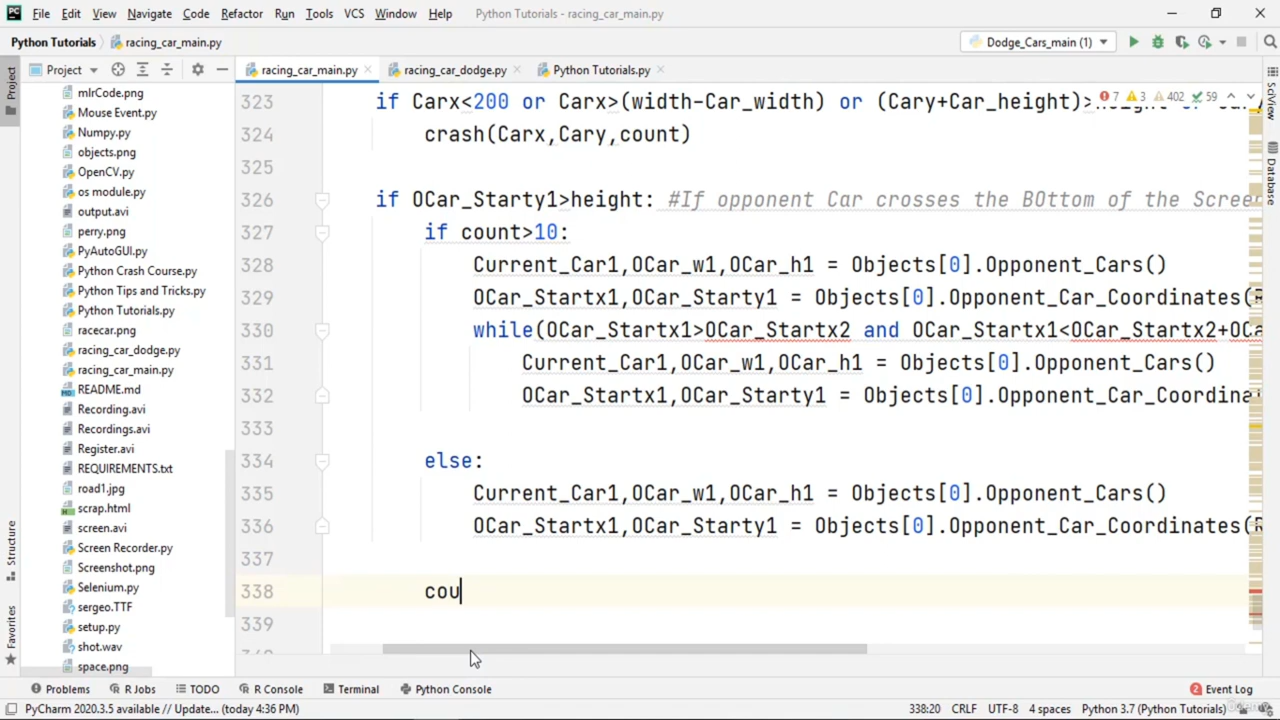 File Edit View Navigate Code Refactor Run Tools VCS Window Help Python Tutorials - racing_car_main.py
Python Tutorials racing_car_main.py Dodge_Cars_main (1)
Project racing_car_main.py racing_car_dodge.py Python Tutorials.py
Project
Structure
Favorites
SciView
Database
mlrCode.png
Mouse Event.py
Numpy.py
objects.png
OpenCV.py
os module.py
output.avi
perry.png
PyAutoGUI.py
Python Crash Course.py
Python Tips and Tricks.py
Python Tutorials.py
racecar.png
racing_car_dodge.py
racing_car_main.py
README.md
Recording.avi
Recordings.avi
Register.avi
REQUIREMENTS.txt
road1.jpg
scrap.html
screen.avi
Screen Recorder.py
Screenshot.png
Selenium.py
sergeo.TTF
setup.py
shot.wav
space.png
7 3 402 59
323 if Carx<200 or Carx>(width-Car_width) or (Cary+Car_height)>
324 crash(Carx,Cary,count)
325
326 if OCar_Starty1>height: #If opponent Car crosses the BOttom of the Screen
327 if count>10:
328 Current_Car1,OCar_w1,OCar_h1 = Objects[0].Opponent_Cars()
329 OCar_Startx1,OCar_Starty1 = Objects[0].Opponent_Car_Coordinates(
330 while(OCar_Startx1>OCar_Startx2 and OCar_Startx1<OCar_Startx2+OCa
331 Current_Car1,OCar_w1,OCar_h1 = Objects[0].Opponent_Cars()
332 OCar_Startx1,OCar_Starty1 = Objects[0].Opponent_Car_Coordina
333
334 else:
335 Current_Car1,OCar_w1,OCar_h1 = Objects[0].Opponent_Cars()
336 OCar_Startx1,OCar_Starty1 = Objects[0].Opponent_Car_Coordinates(
337
338 cou
339
Problems R Jobs TODO R Console Terminal Python Console 2 Event Log
PyCharm 2020.3.5 available // Update... (today 4:36 PM) 338:20 CRLF UTF-8 4 spaces Python 3.7 (Python Tutorials)